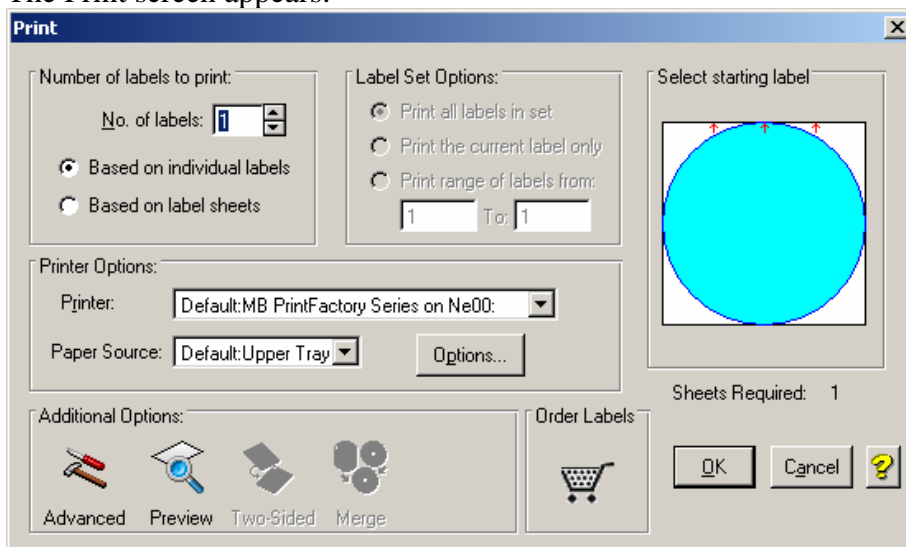 The Print screen appears.
Print
Number of labels to print:
No. of labels: 1
Based on individual labels
Based on label sheets
Label Set Options:
Print all labels in set
Print the current label only
Print range of labels from:
1 To: 1
Select starting label
Printer Options:
Printer: Default:MB PrintFactory Series on Ne00:
Paper Source: Default:Upper Tray Options...
Sheets Required: 1
Additional Options:
Advanced Preview Two-Sided Merge
Order Labels
OK Cancel ?